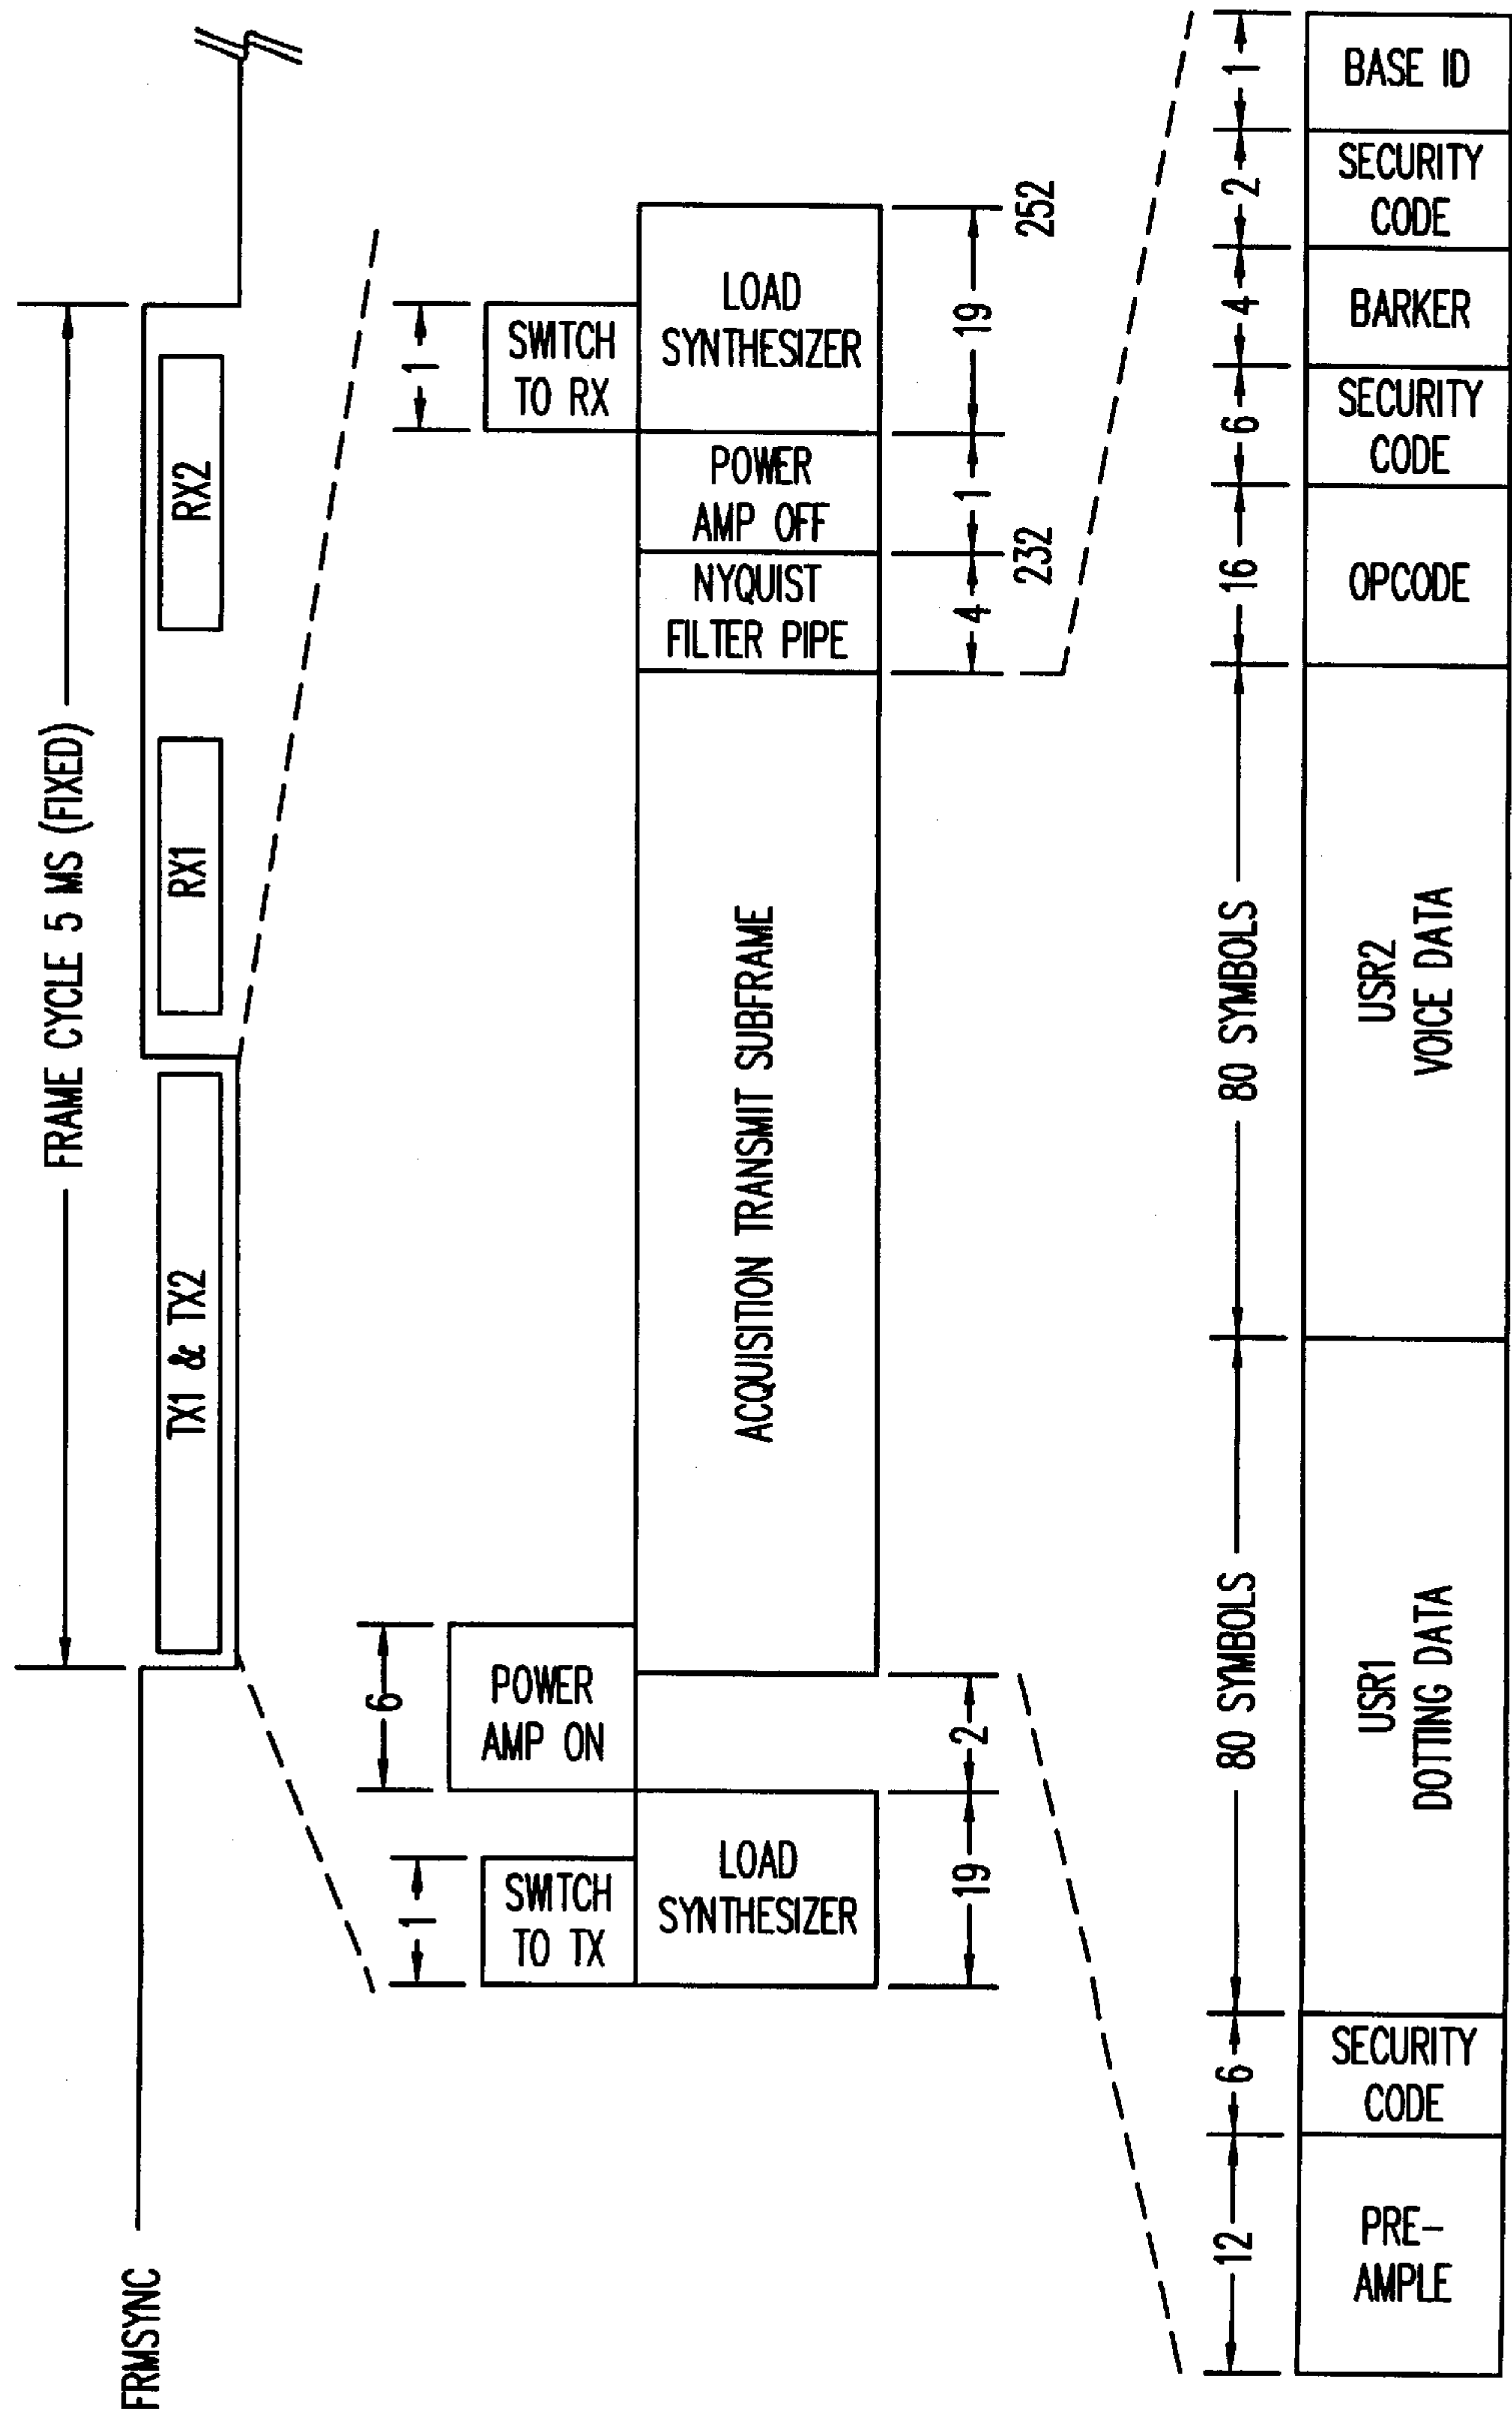 FRAME CYCLE 5 MS (FIXED)
FRMSYNC
TX1 & TX2
RX1
RX2
1
6
1
SWITCH
TO TX
POWER
AMP ON
SWITCH
TO RX
LOAD
SYNTHESIZER
ACQUISITION TRANSMIT SUBFRAME
NYQUIST
FILTER PIPE
POWER
AMP OFF
LOAD
SYNTHESIZER
19
2
4
1
19
232
252
12
6
80 SYMBOLS
80 SYMBOLS
16
6
4
2
1
PRE-
AMPLE
SECURITY
CODE
USR1
DOTTING DATA
USR2
VOICE DATA
OPCODE
SECURITY
CODE
BARKER
SECURITY
CODE
BASE ID